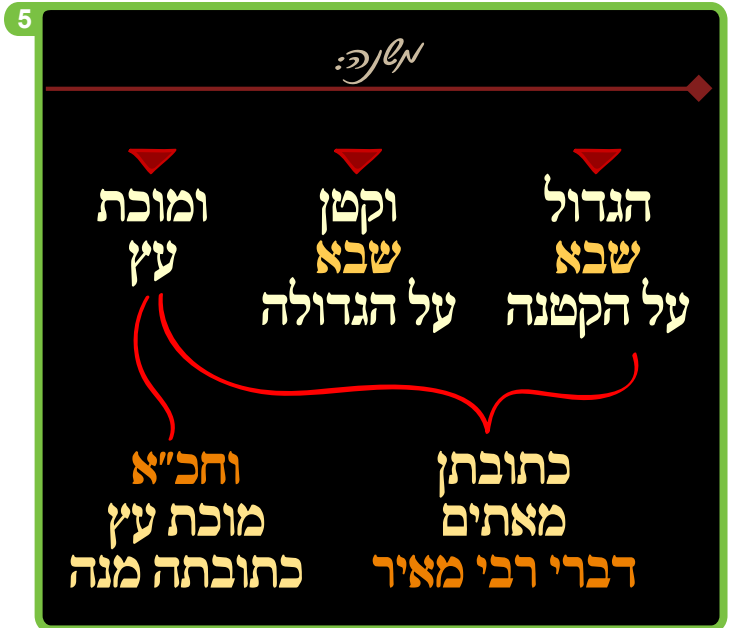 5
משנה:
הגדול
שבא
על הקטנה
וקטן
שבא
על הגדולה
ומוכת
עץ
כתובתן
מאתים
דברי רבי מאיר
וחכ"א
מוכת עץ
כתובתה מנה